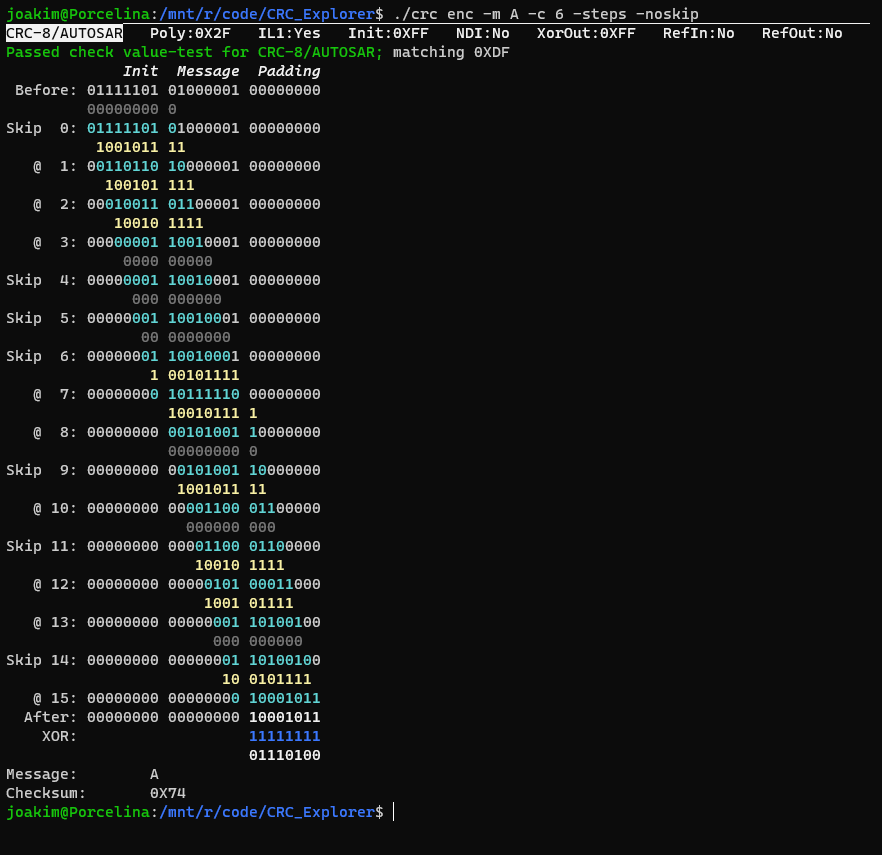 joakim@Porcelina:/mnt/r/code/CRC_Explorer$ ./crc enc -m A -c 6 -steps -noskip
CRC-8/AUTOSAR   Poly:0X2F   IL1:Yes   Init:0XFF   NDI:No   XorOut:0XFF   RefIn:No   RefOut:No
Passed check value-test for CRC-8/AUTOSAR; matching 0XDF
             Init  Message  Padding
 Before: 01111101 01000001 00000000
         00000000 0
Skip  0: 01111101 01000001 00000000
          1001011 11
   @  1: 00110110 10000001 00000000
           100101 111
   @  2: 00010011 01100001 00000000
            10010 1111
   @  3: 00000001 10010001 00000000
             0000 00000
Skip  4: 00000001 10010001 00000000
              000 000000
Skip  5: 00000001 10010001 00000000
               00 0000000
Skip  6: 00000001 10010001 00000000
                1 00101111
   @  7: 00000000 10111110 00000000
                  10010111 1
   @  8: 00000000 00101001 10000000
                  00000000 0
Skip  9: 00000000 00101001 10000000
                   1001011 11
   @ 10: 00000000 00001100 01100000
                    000000 000
Skip 11: 00000000 00001100 01100000
                     10010 1111
   @ 12: 00000000 00000101 00011000
                      1001 01111
   @ 13: 00000000 00000001 10100100
                       000 000000
Skip 14: 00000000 00000001 10100100
                        10 0101111
   @ 15: 00000000 00000000 10001011
  After: 00000000 00000000 10001011
    XOR:                   11111111
                           01110100
Message:        A
Checksum:       0X74
joakim@Porcelina:/mnt/r/code/CRC_Explorer$